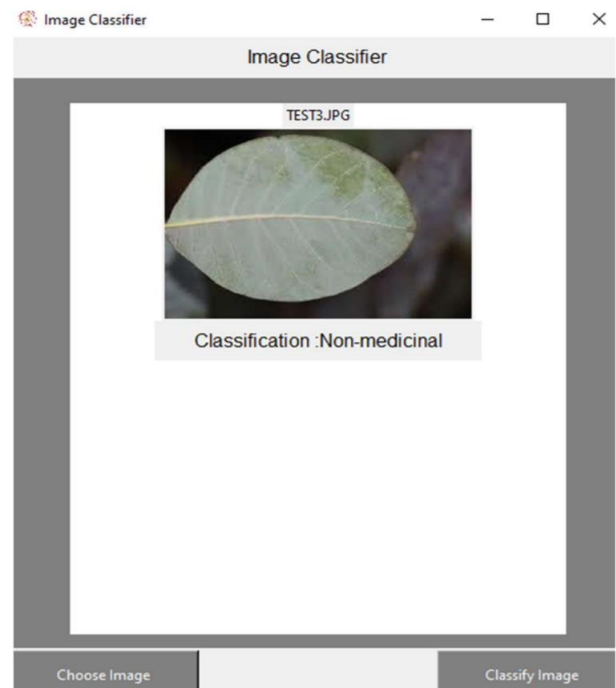 Image Classifier
Image Classifier
TEST3.JPG
Classification :Non-medicinal
Choose Image
Classify Image